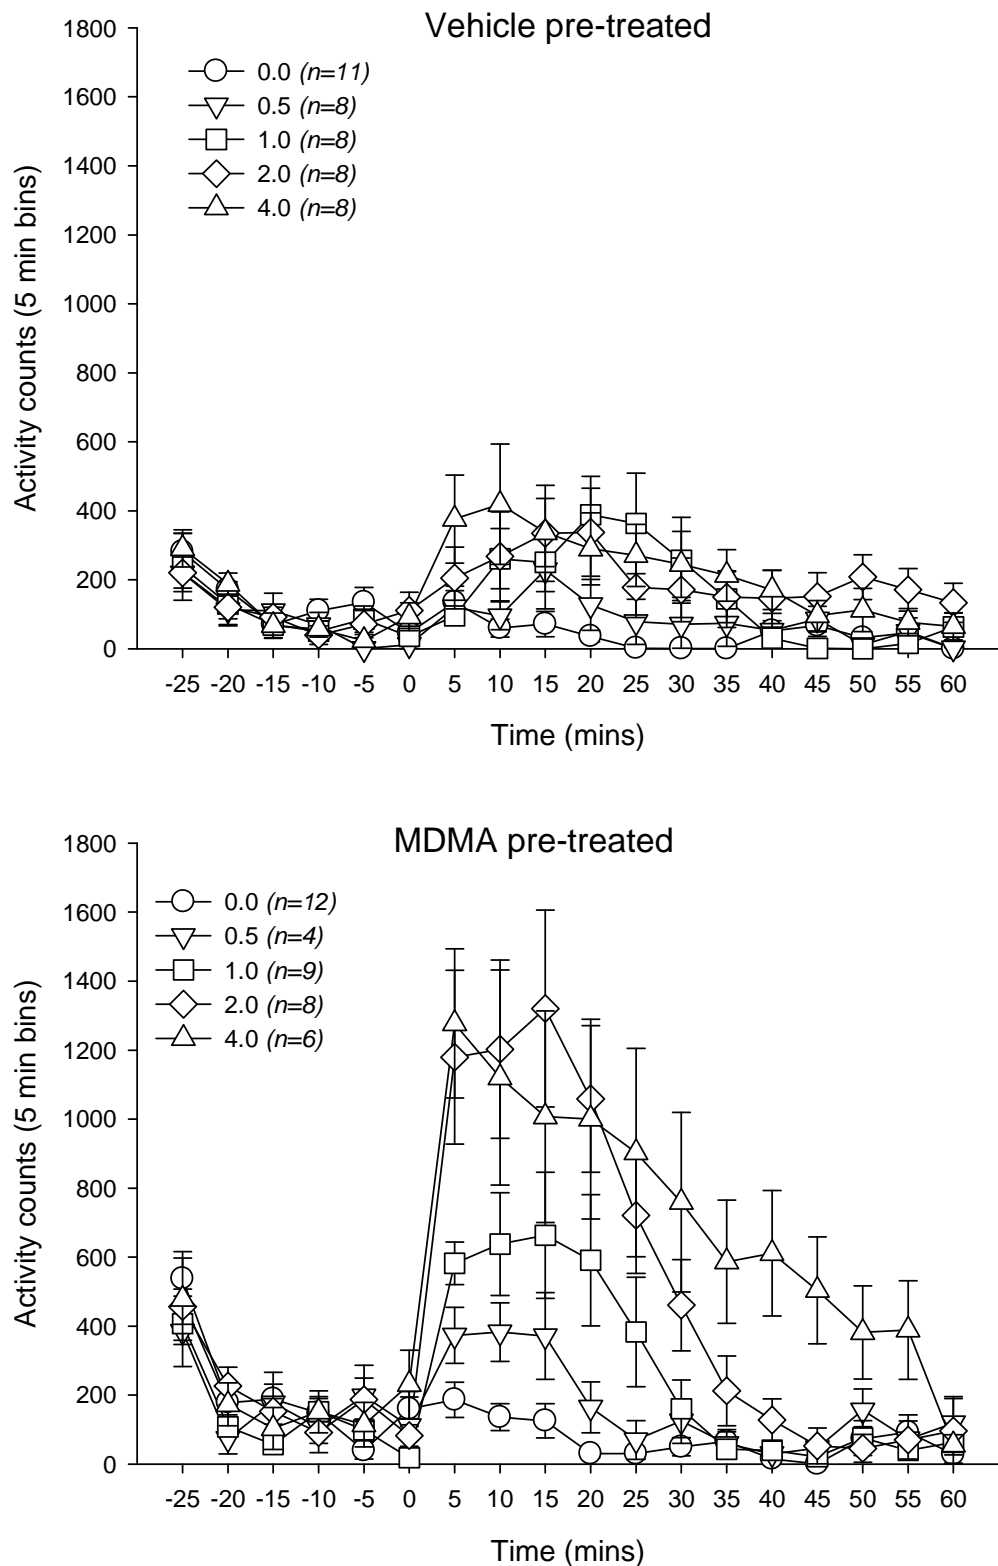 Vehicle pre-treated
1800
1600
1400
1200
1000
800
600
400
200
0
Activity counts (5 min bins)
0.0 (n=11)
0.5 (n=8)
1.0 (n=8)
2.0 (n=8)
4.0 (n=8)
-25 -20 -15 -10 -5 0 5 10 15 20 25 30 35 40 45 50 55 60
Time (mins)
MDMA pre-treated
1800
1600
1400
1200
1000
800
600
400
200
0
Activity counts (5 min bins)
0.0 (n=12)
0.5 (n=4)
1.0 (n=9)
2.0 (n=8)
4.0 (n=6)
-25 -20 -15 -10 -5 0 5 10 15 20 25 30 35 40 45 50 55 60
Time (mins)